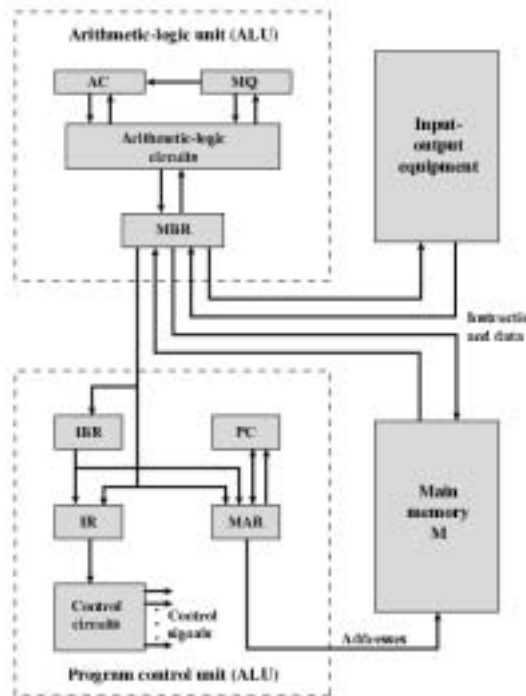 Arithmetic-logic unit (ALU)
AC
MQ
Arithmetic-logic
circuits
MBR
Input-
output
equipment
Instructio
and data
IBR
PC
IR
MAR
Main
memory
M
Control
circuits
Control
signals
Addresses
Program control unit (ALU)